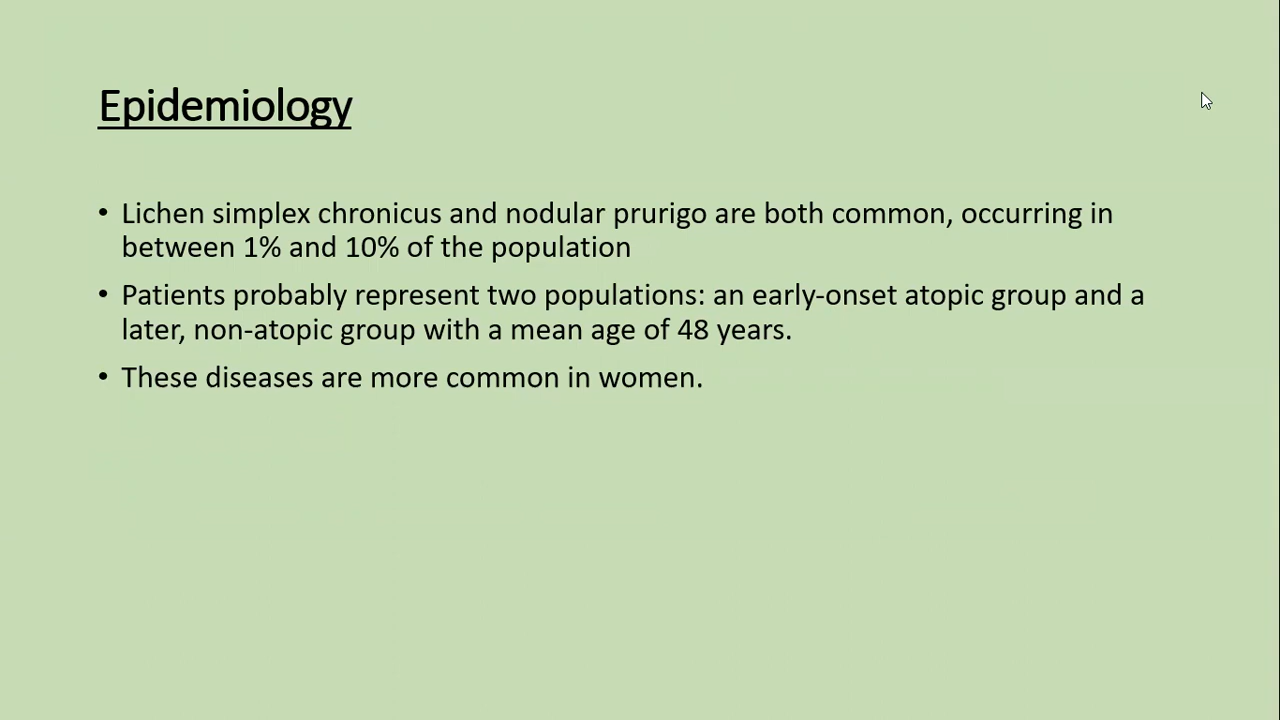 Epidemiology
• Lichen simplex chronicus and nodular prurigo are both common, occurring in
between 1% and 10% of the population
• Patients probably represent two populations: an early-onset atopic group and a
later, non-atopic group with a mean age of 48 years.
• These diseases are more common in women.